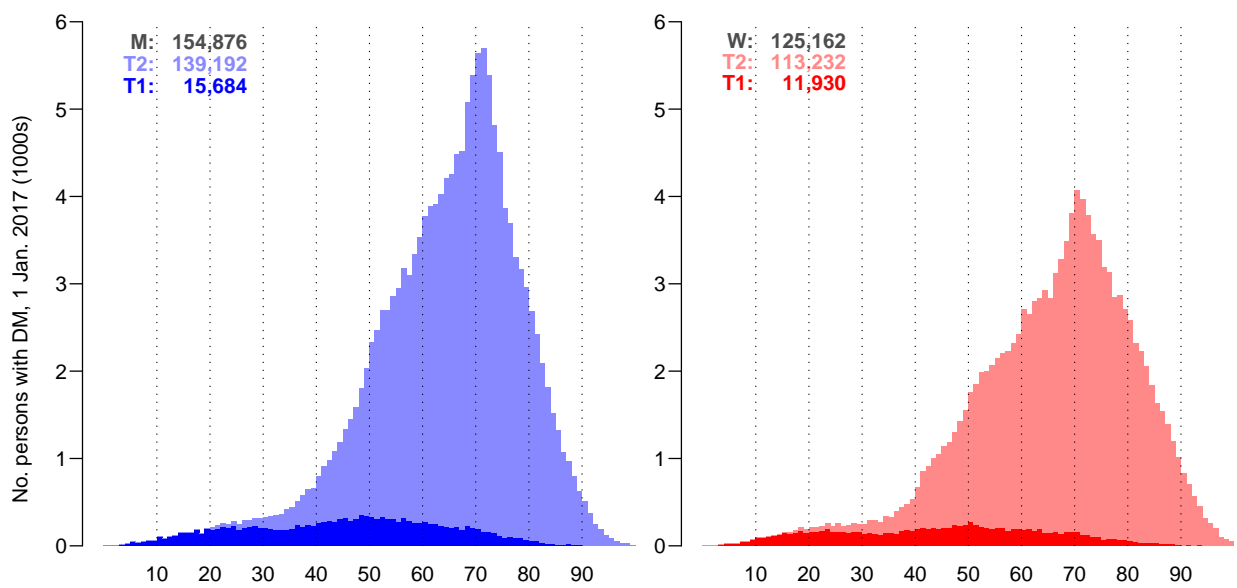 No. persons with DM, 1 Jan. 2017 (1000s)
6
5
4
3
2
1
0
M: 154,876
T2: 139,192
T1: 15,684
10 20 30 40 50 60 70 80 90
6
5
4
3
2
1
0
W: 125,162
T2: 113,232
T1: 11,930
10 20 30 40 50 60 70 80 90